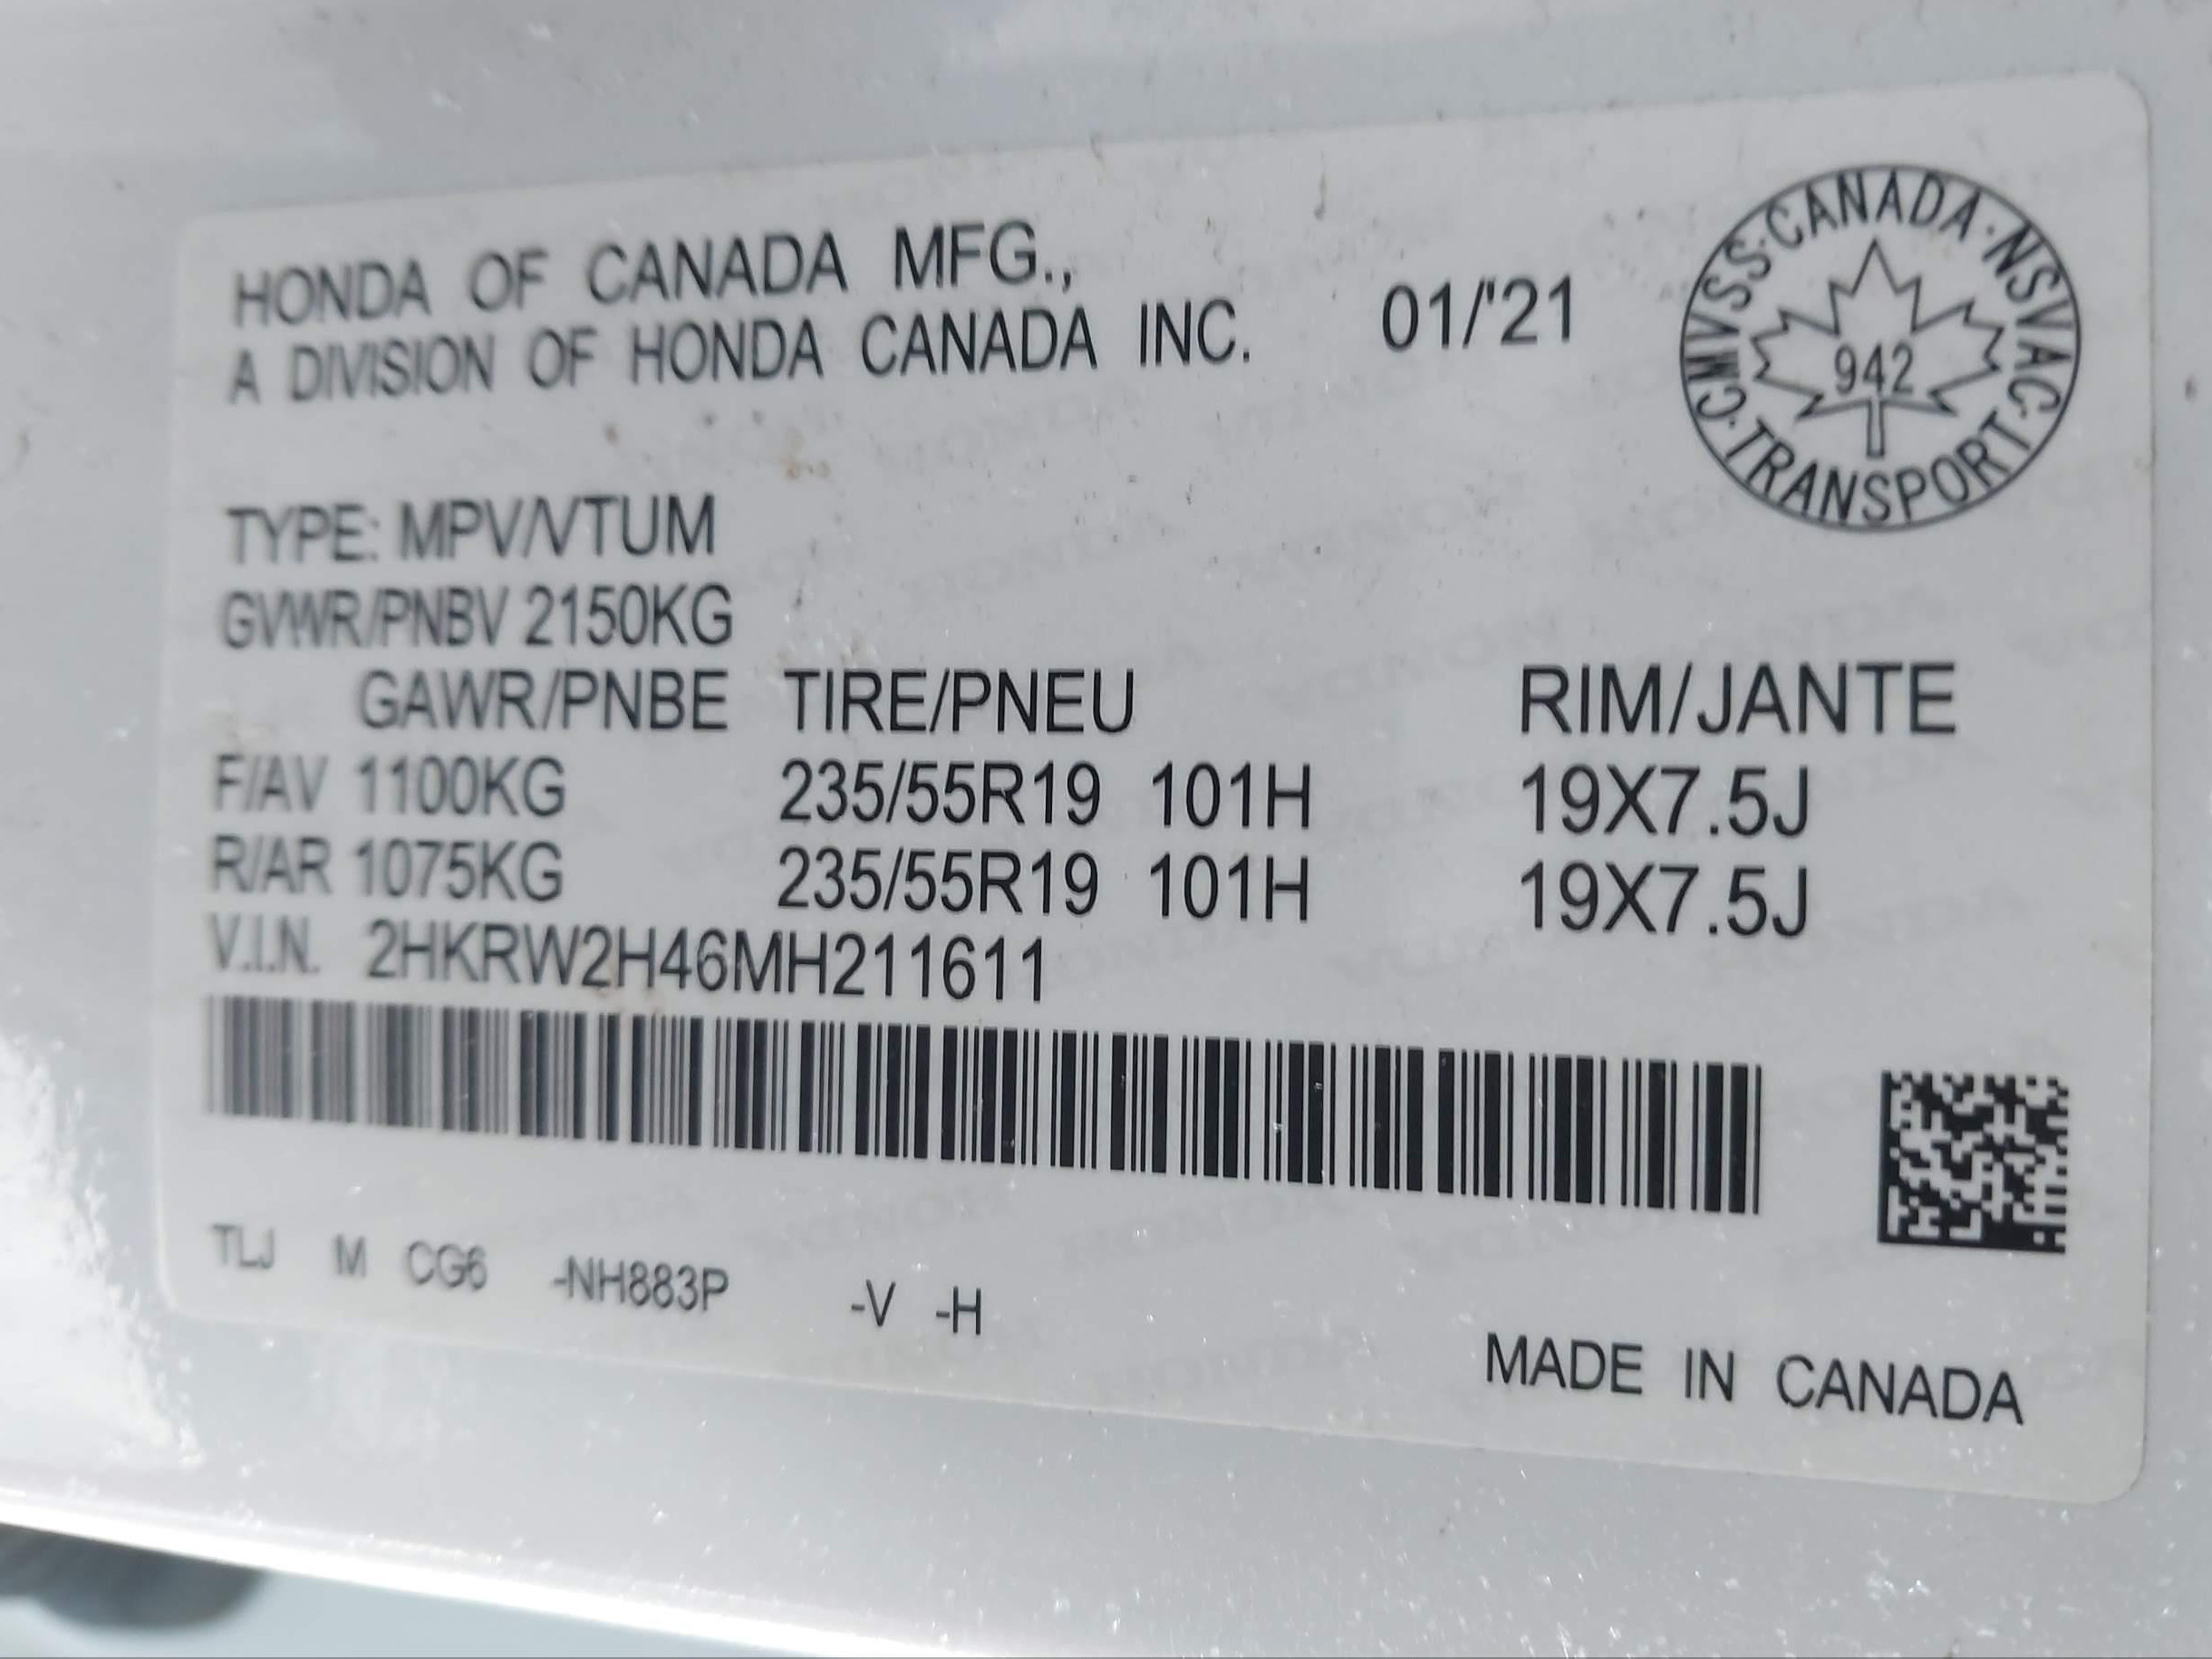 HONDA OF CANADA MFG.,
A DIVISION OF HONDA CANADA INC. 01/'21
CMVSS·CANADA·NSVAC·TRANSPORT·
942
TYPE: MPV/VTUM
GVWR/PNBV 2150KG
GAWR/PNBE TIRE/PNEU RIM/JANTE
F/AV 1100KG 235/55R19 101H 19X7.5J
R/AR 1075KG 235/55R19 101H 19X7.5J
V.I.N. 2HKRW2H46MH211611
TLJ M CG6 -NH883P -V -H
MADE IN CANADA